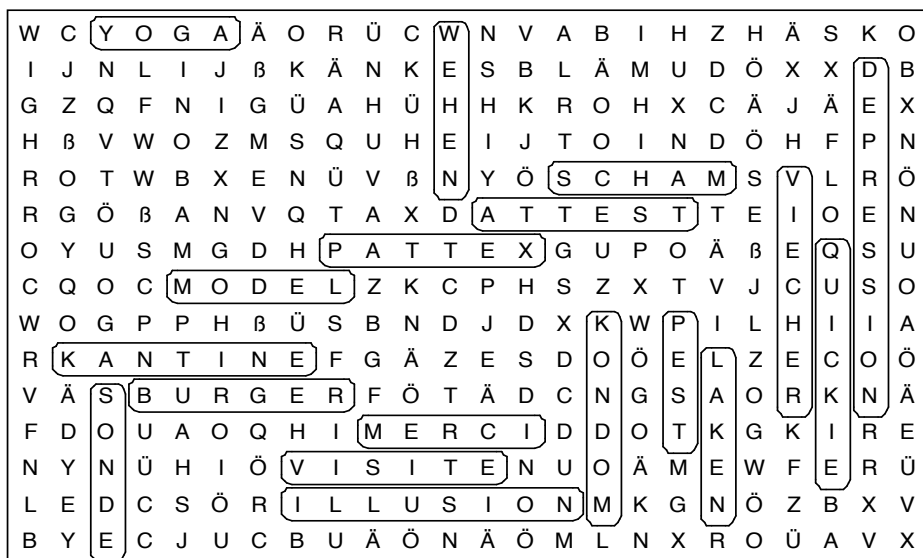 W C Y O G A Ä O R Ü C W N V A B I H Z H Ä S K O
I J N L I J ß K Ä N K E S B L Ä M U D Ö X X D B
G Z Q F N I G Ü A H Ü H H K R O H X C Ä J Ä E X
H ß V W O Z M S Q U H E I J T O I N D Ö H F P N
R O T W B X E N Ü V ß N Y Ö S C H A M S V L R Ö
R G Ö ß A N V Q T A X D A T T E S T T E I O E N
O Y U S M G D H P A T T E X G U P O Ä ß E Q S U
C Q O C M O D E L Z K C P H S Z X T V J C U S O
W O G P P H ß Ü S B N D J D X K W P I L H I I A
R K A N T I N E F G Ä Z E S D O Ö E L Z E C O Ö
V Ä S B U R G E R F Ö T Ä D C N G S A O R K N Ä
F D O U A O Q H I M E R C I D D O T K G K I R E
N Y N Ü H I Ö V I S I T E N U O Ä M E W F E R Ü
L E D C S Ö R I L L U S I O N M K G N Ö Z B X V
B Y E C J U C B U Ä Ö N Ä Ö M L N X R O Ü A V X